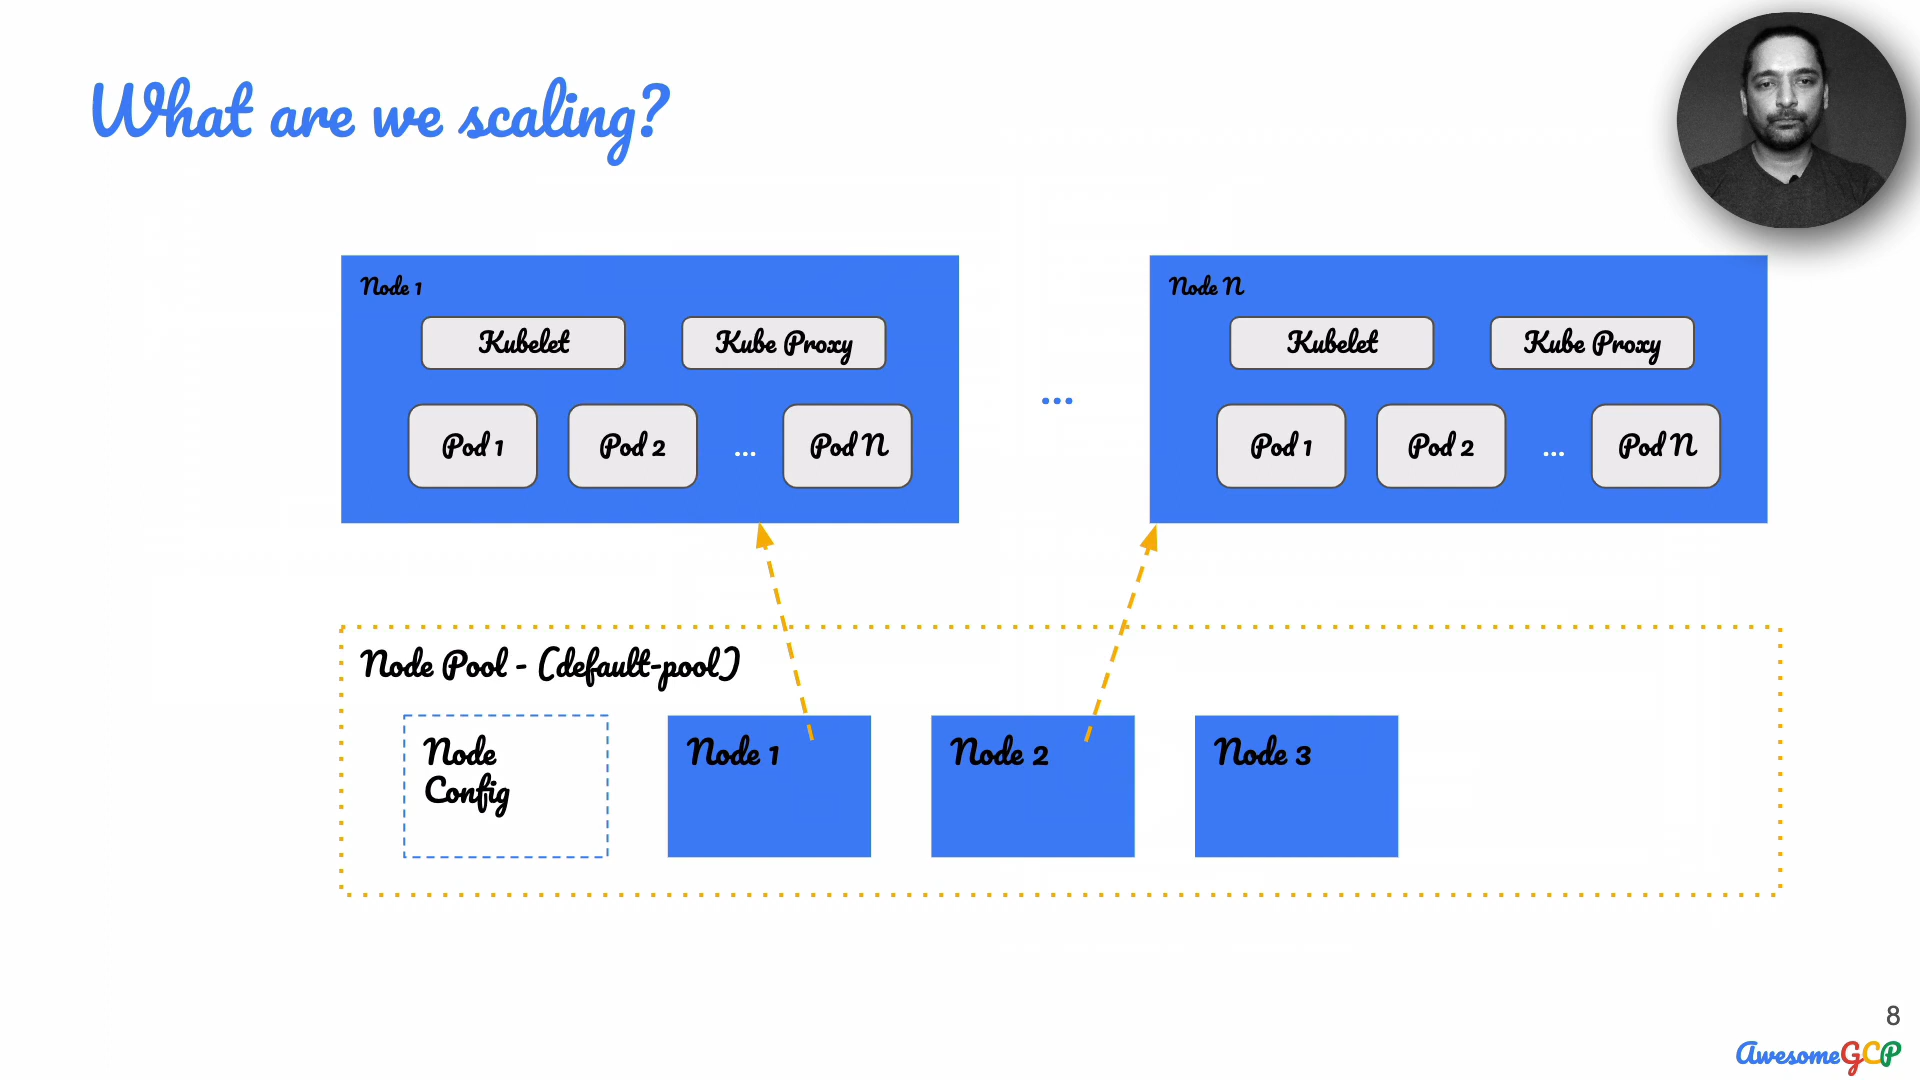 What are we scaling?
Node 1
Kubelet
Kube Proxy
Pod 1
Pod 2
...
Pod N
...
Node N
Kubelet
Kube Proxy
Pod 1
Pod 2
...
Pod N
Node Pool - (default-pool)
Node
Config
Node 1
Node 2
Node 3
8
AwesomeGCP